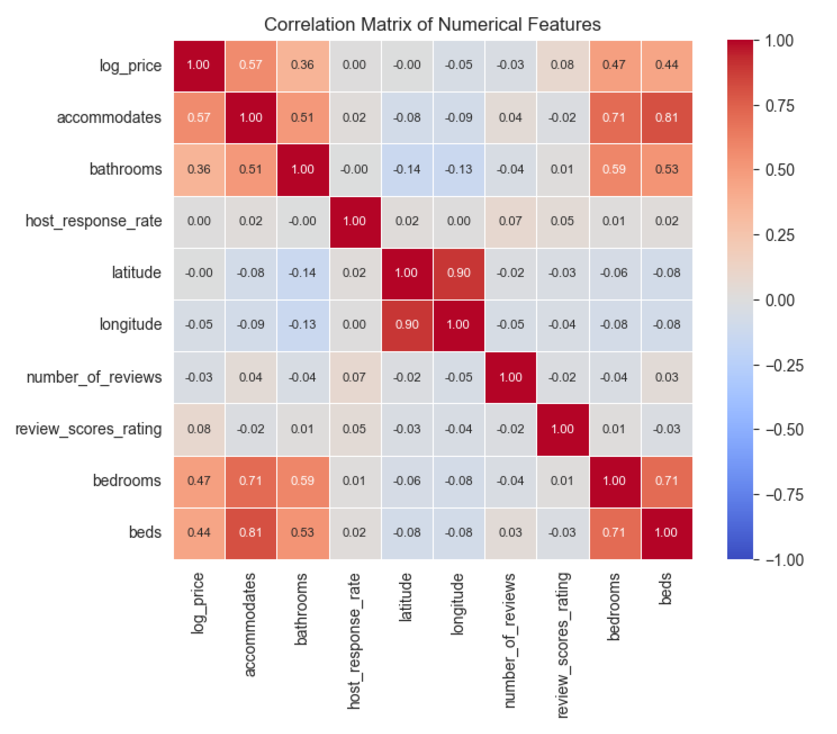 Correlation Matrix of Numerical Features
log_price 1.00 0.57 0.36 0.00 -0.00 -0.05 -0.03 0.08 0.47 0.44
accommodates 0.57 1.00 0.51 0.02 -0.08 -0.09 0.04 -0.02 0.71 0.81
bathrooms 0.36 0.51 1.00 -0.00 -0.14 -0.13 -0.04 0.01 0.59 0.53
host_response_rate 0.00 0.02 -0.00 1.00 0.02 0.00 0.07 0.05 0.01 0.02
latitude -0.00 -0.08 -0.14 0.02 1.00 0.90 -0.02 -0.03 -0.06 -0.08
longitude -0.05 -0.09 -0.13 0.00 0.90 1.00 -0.05 -0.04 -0.08 -0.08
number_of_reviews -0.03 0.04 -0.04 0.07 -0.02 -0.05 1.00 -0.02 -0.04 0.03
review_scores_rating 0.08 -0.02 0.01 0.05 -0.03 -0.04 -0.02 1.00 0.01 -0.03
bedrooms 0.47 0.71 0.59 0.01 -0.06 -0.08 -0.04 0.01 1.00 0.71
beds 0.44 0.81 0.53 0.02 -0.08 -0.08 0.03 -0.03 0.71 1.00
log_price
accommodates
bathrooms
host_response_rate
latitude
longitude
number_of_reviews
review_scores_rating
bedrooms
beds
1.00
0.75
0.50
0.25
0.00
−0.25
−0.50
−0.75
−1.00